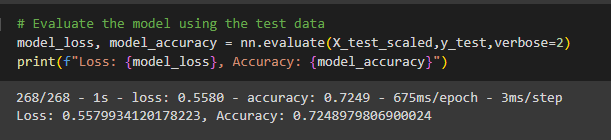 # Evaluate the model using the test data
model_loss, model_accuracy = nn.evaluate(X_test_scaled,y_test,verbose=2)
print(f"Loss: {model_loss}, Accuracy: {model_accuracy}")
268/268 - 1s - loss: 0.5580 - accuracy: 0.7249 - 675ms/epoch - 3ms/step
Loss: 0.5579934120178223, Accuracy: 0.7248979806900024